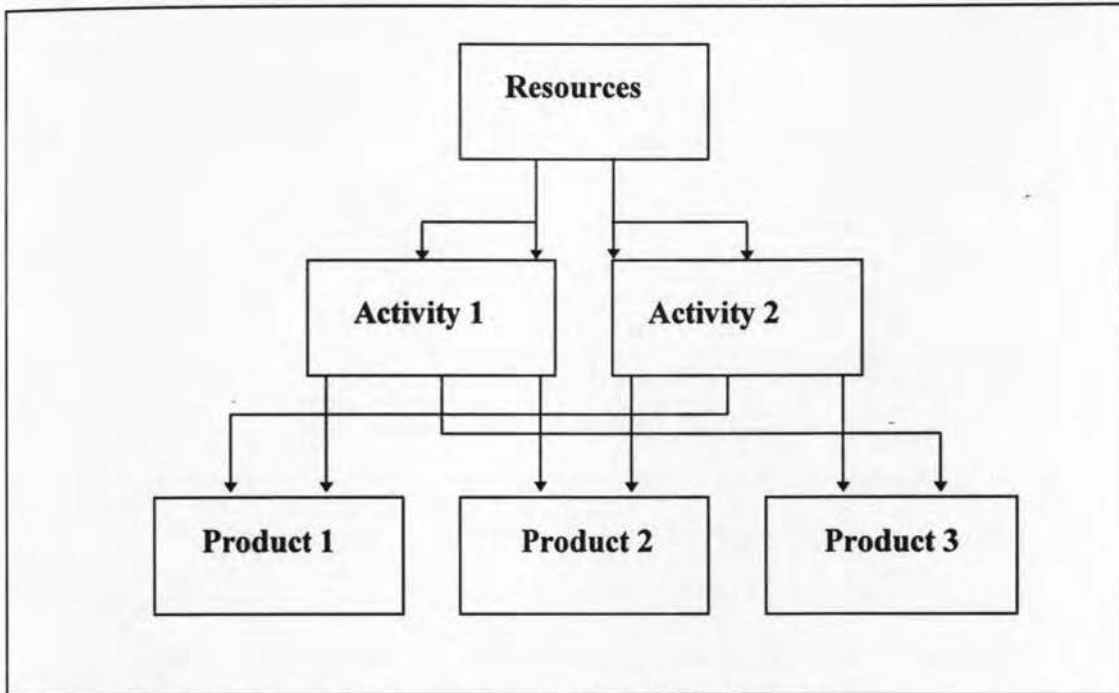 Resources
Activity 1
Activity 2
Product 1
Product 2
Product 3